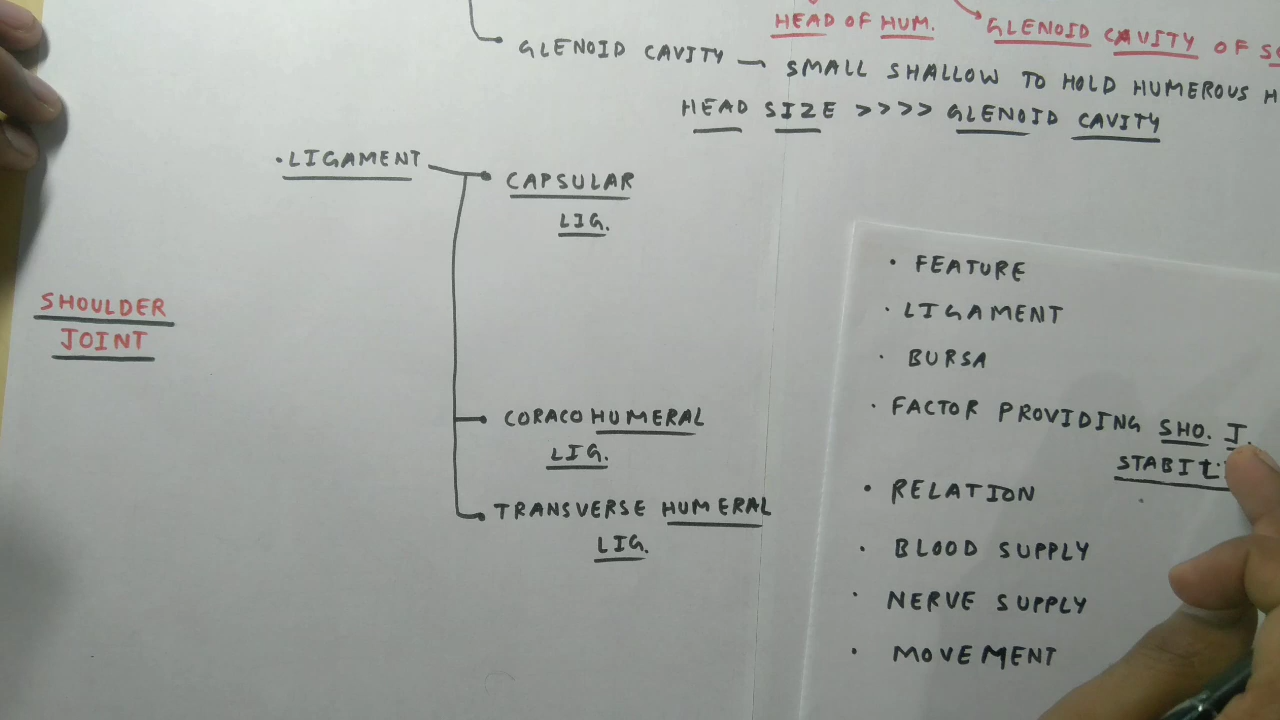 HEAD OF HUM. GLENOID CAVITY OF
GLENOID CAVITY — SMALL SHALLOW TO HOLD HUMEROUS
HEAD SIZE >>>> GLENOID CAVITY
• LIGAMENT
CAPSULAR
LIG.
SHOULDER
JOINT
CORACO HUMERAL
LIG.
TRANSVERSE HUMERAL
LIG.
• FEATURE
• LIGAMENT
• BURSA
• FACTOR PROVIDING SHO. J.
• RELATION
• BLOOD SUPPLY
• NERVE SUPPLY
• MOVEMENT